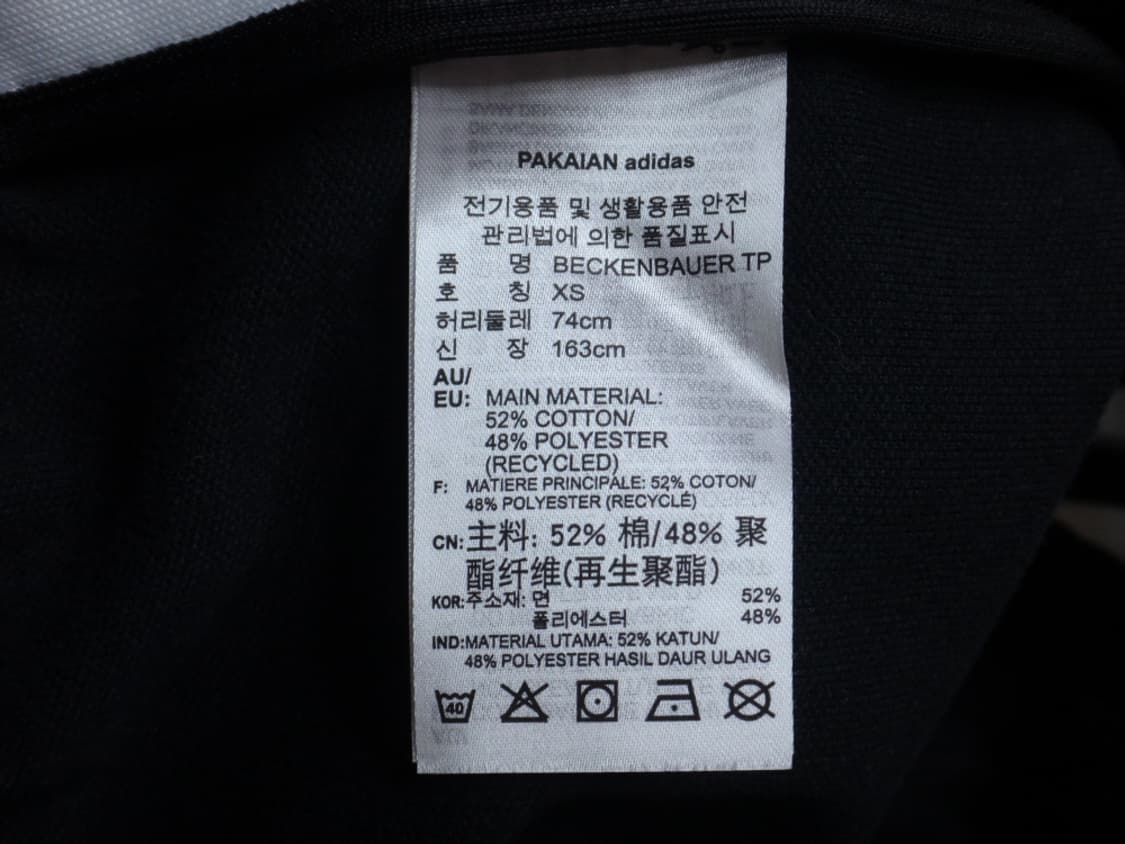 PAKAIAN adidas
전기용품 및 생활용품 안전
관리법에 의한 품질표시
품 명 BECKENBAUER TP
호 칭 XS
허리둘레 74cm
신 장 163cm
AU/
EU: MAIN MATERIAL:
52% COTTON/
48% POLYESTER
(RECYCLED)
F: MATIERE PRINCIPALE: 52% COTON/
48% POLYESTER (RECYCLÉ)
CN:主料: 52% 棉/48% 聚
酯纤维(再生聚酯)
KOR:주소재: 면 52%
폴리에스터 48%
IND:MATERIAL UTAMA: 52% KATUN/
48% POLYESTER HASIL DAUR ULANG
40